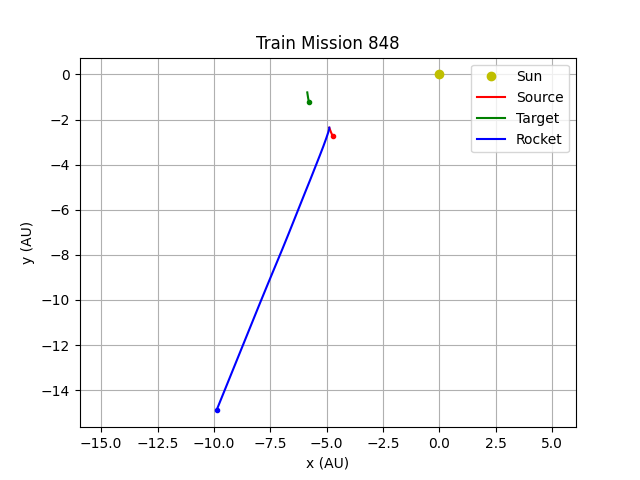 Train Mission 848
Sun
Source
Target
Rocket
y (AU)
0
−2
−4
−6
−8
−10
−12
−14
−15.0 −12.5 −10.0 −7.5 −5.0 −2.5 0.0 2.5 5.0
x (AU)